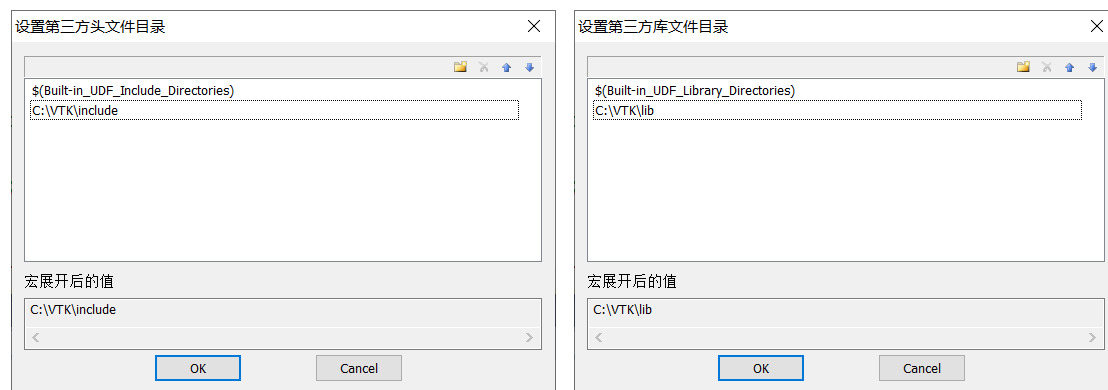 设置第三方头文件目录
$(Built-in_UDF_Include_Directories)
C:\VTK\include
宏展开后的值
C:\VTK\include
OK
Cancel
设置第三方库文件目录
$(Built-in_UDF_Library_Directories)
C:\VTK\lib
宏展开后的值
C:\VTK\lib
OK
Cancel